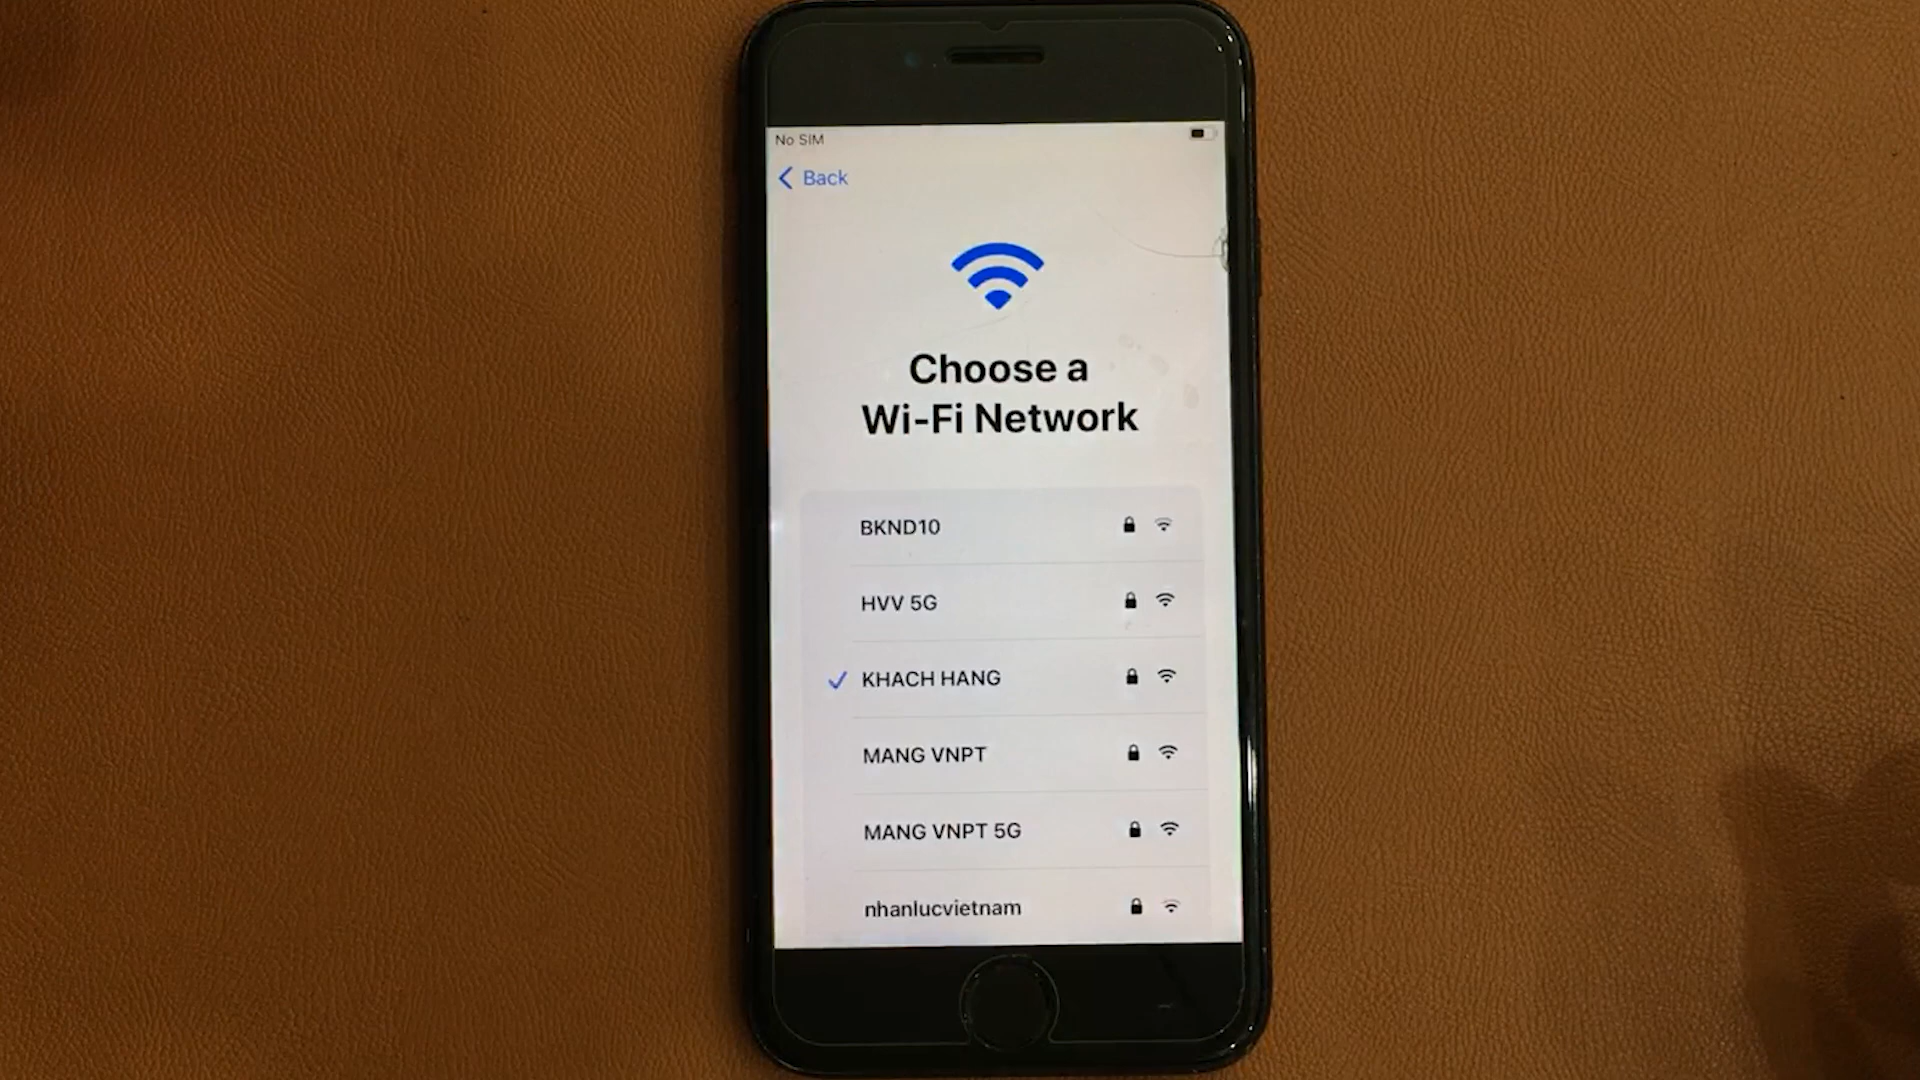 No SIM
Back
Choose a
Wi-Fi Network
BKND10
HVV 5G
KHACH HANG
MANG VNPT
MANG VNPT 5G
nhanlucvietnam